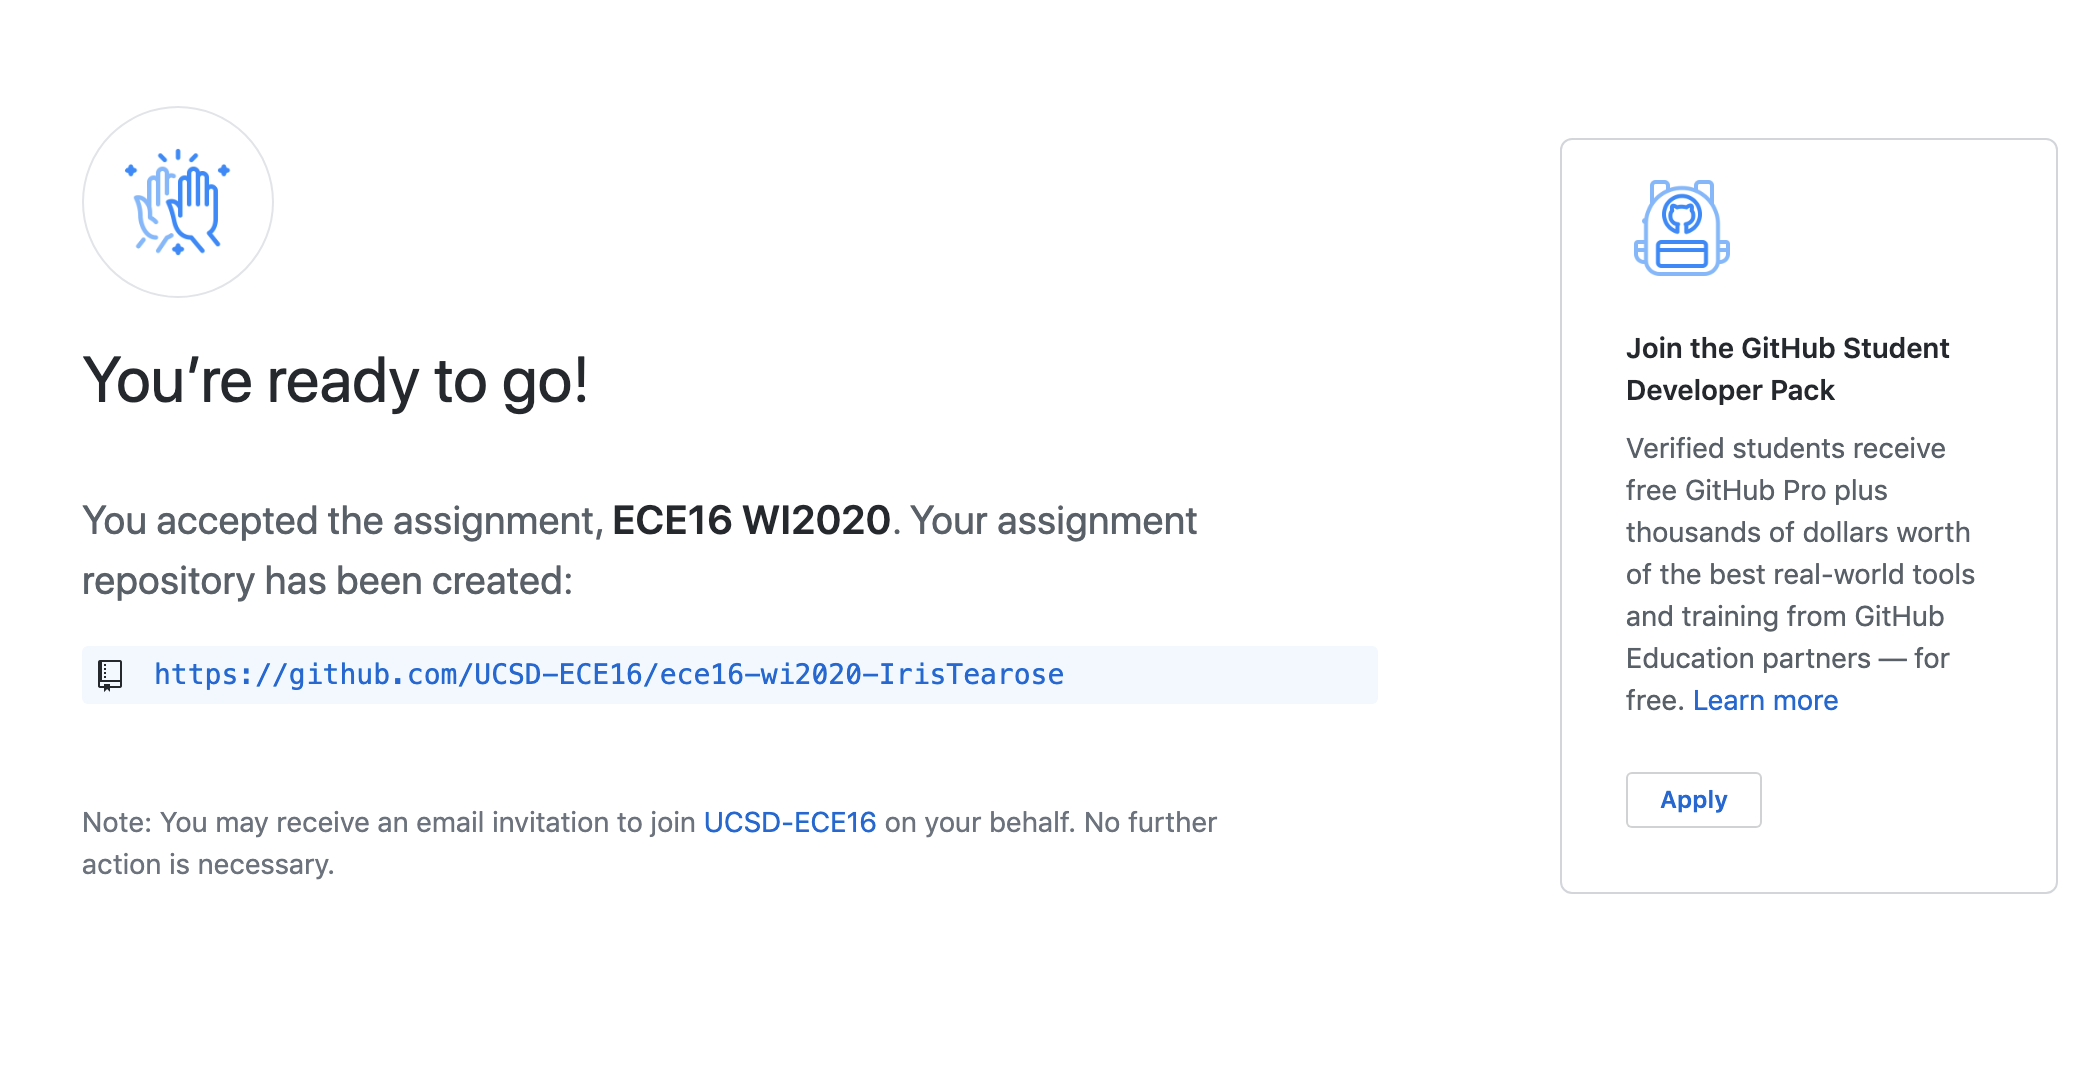 You’re ready to go!
You accepted the assignment, ECE16 WI2020. Your assignment
repository has been created:
https://github.com/UCSD-ECE16/ece16-wi2020-IrisTearose
Note: You may receive an email invitation to join UCSD-ECE16 on your behalf. No further
action is necessary.
Join the GitHub Student
Developer Pack
Verified students receive
free GitHub Pro plus
thousands of dollars worth
of the best real-world tools
and training from GitHub
Education partners — for
free. Learn more
Apply